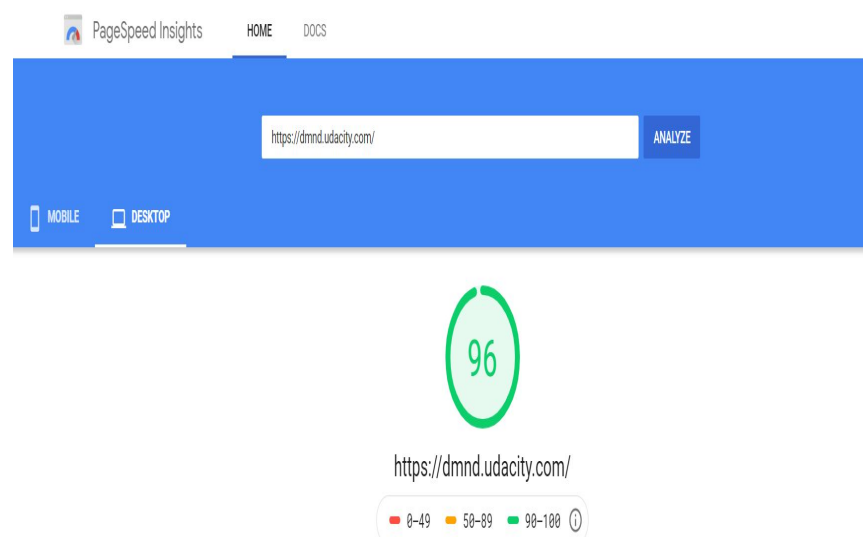 PageSpeed Insights HOME DOCS
https://dmnd.udacity.com/ ANALYZE
MOBILE DESKTOP
96
https://dmnd.udacity.com/
0–49 50–89 90–100